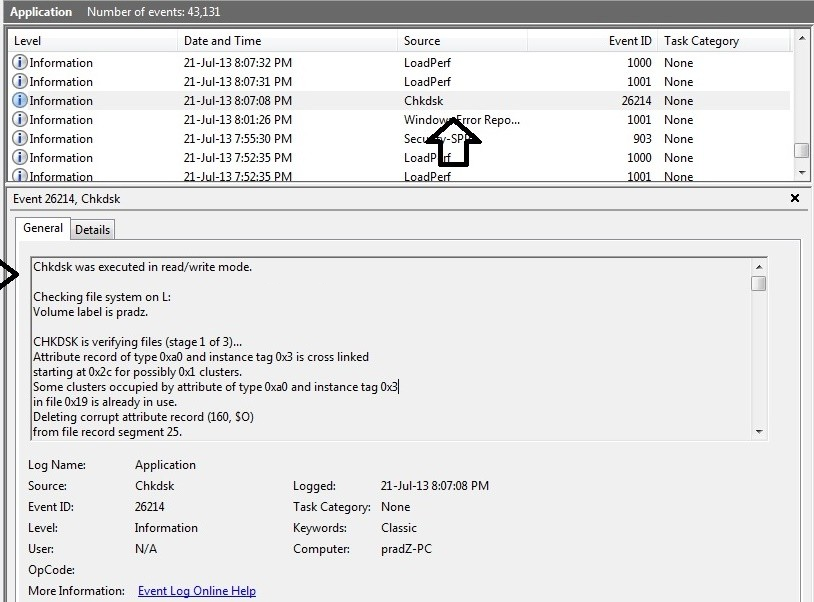 Application Number of events: 43,131
Level Date and Time Source Event ID Task Category
Information 21-Jul-13 8:07:32 PM LoadPerf 1000 None
Information 21-Jul-13 8:07:31 PM LoadPerf 1001 None
Information 21-Jul-13 8:07:08 PM Chkdsk 26214 None
Information 21-Jul-13 8:01:26 PM Windows Error Repo... 1001 None
Information 21-Jul-13 7:55:30 PM Security-SPP 903 None
Information 21-Jul-13 7:52:35 PM LoadPerf 1000 None
Information 21-Jul-13 7:52:35 PM LoadPerf 1001 None
Event 26214, Chkdsk
General Details
Chkdsk was executed in read/write mode.
Checking file system on L:
Volume label is pradz.
CHKDSK is verifying files (stage 1 of 3)...
Attribute record of type 0xa0 and instance tag 0x3 is cross linked
starting at 0x2c for possibly 0x1 clusters.
Some clusters occupied by attribute of type 0xa0 and instance tag 0x3
in file 0x19 is already in use.
Deleting corrupt attribute record (160, $O)
from file record segment 25.
Log Name: Application
Source: Chkdsk Logged: 21-Jul-13 8:07:08 PM
Event ID: 26214 Task Category: None
Level: Information Keywords: Classic
User: N/A Computer: pradZ-PC
OpCode:
More Information: Event Log Online Help